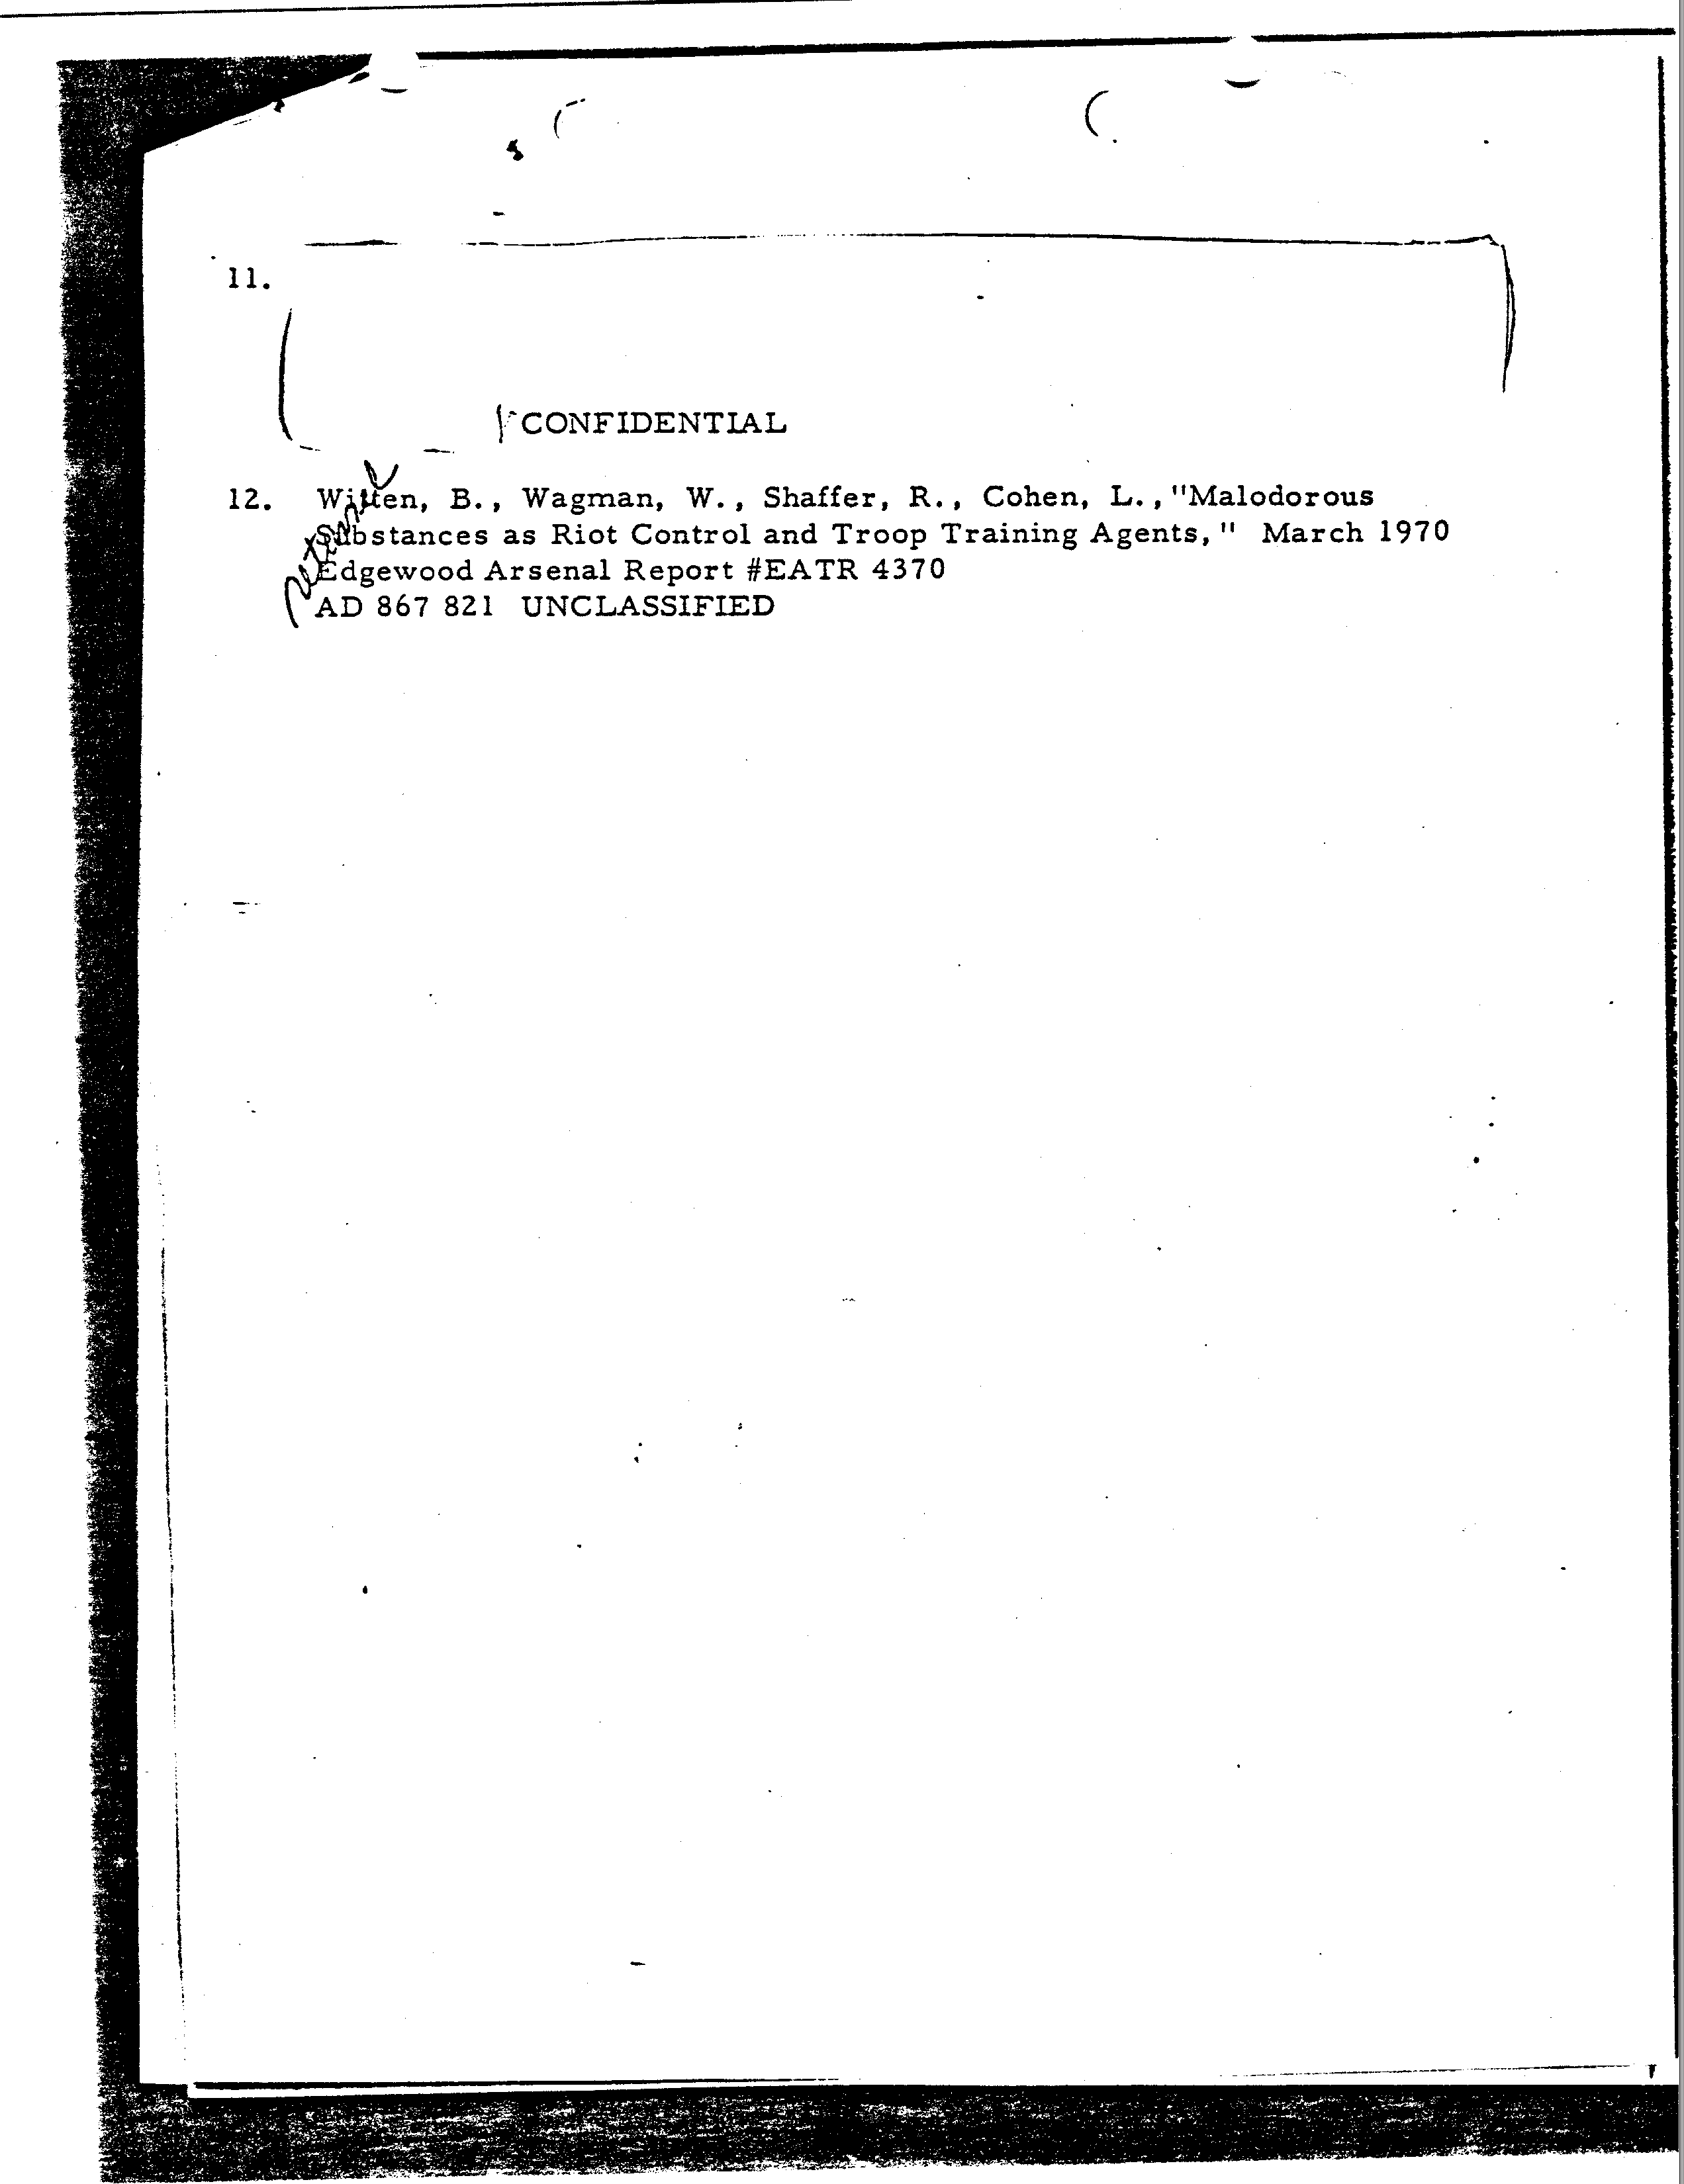 11.
CONFIDENTIAL
12. Witten, B., Wagman, W., Shaffer, R., Cohen, L., "Malodorous
Substances as Riot Control and Troop Training Agents," March 1970
Edgewood Arsenal Report #EATR 4370
AD 867 821 UNCLASSIFIED